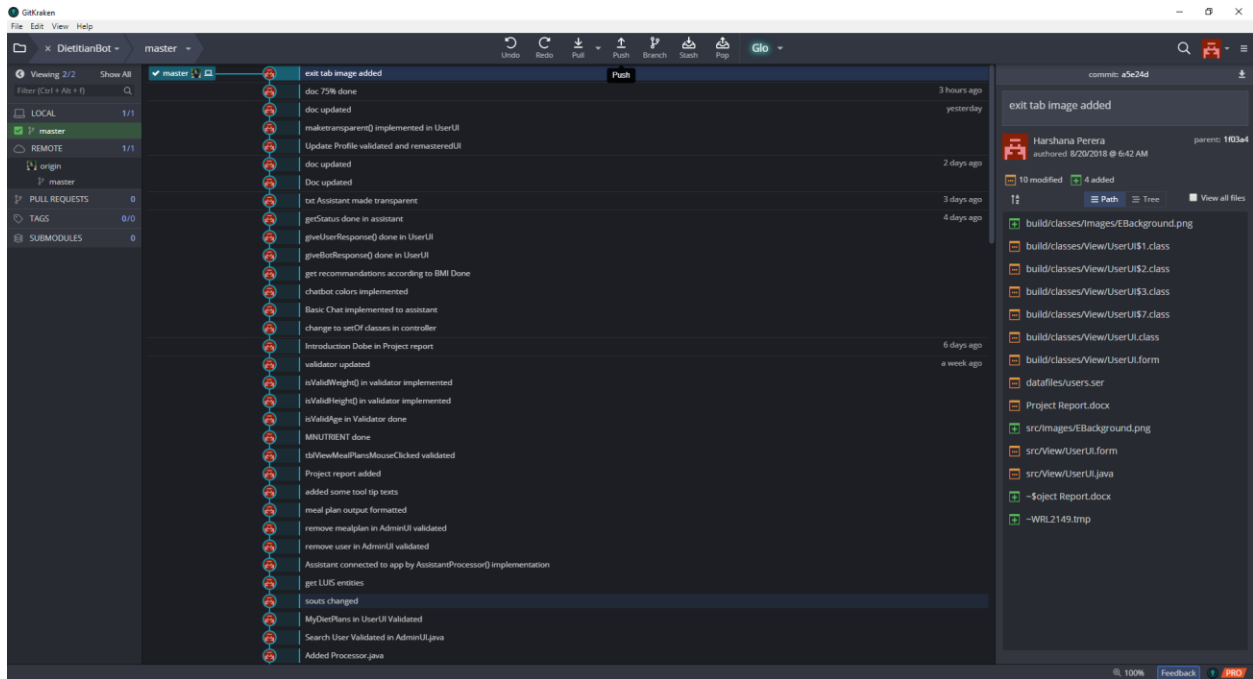 GitKraken
File Edit View Help
× DietitianBot master
Undo Redo Pull Push Branch Stash Pop Glo
Push
Viewing 2/2 Show All
Filter (Ctrl + Alt + f)
LOCAL 1/1
master
REMOTE 1/1
origin
master
PULL REQUESTS 0
TAGS 0/0
SUBMODULES 0
master
exit tab image added
doc 75% done 3 hours ago
doc updated yesterday
maketransparent() implemented in UserUI
Update Profile validated and remasteredUI
doc updated 2 days ago
Doc updated
txt Assistant made transparent 3 days ago
getStatus done in assistant 4 days ago
giveUserResponse() done in UserUI
giveBotResponse() done in UserUI
get recommandations according to BMI Done
chatbot colors implemented
Basic Chat implemented to assistant
change to setOf classes in controller
Introduction Dobe in Project report 6 days ago
validator updated a week ago
isValidWeight() in validator implemented
isValidHeight() in validator implemented
isValidAge in Validator done
MNUTRIENT done
tblViewMealPlansMouseClicked validated
Project report added
added some tool tip texts
meal plan output formatted
remove mealplan in AdminUI validated
remove user in AdminUI validated
Assistant connected to app by AssistantProcessor() implementation
get LUIS entities
souts changed
MyDietPlans in UserUI Validated
Search User Validated in AdminUI.java
Added Processor.java
commit: a5e24d
exit tab image added
Harshana Perera parent: 1f03a4
authored 8/20/2018 @ 6:42 AM
10 modified 4 added
Path Tree View all files
build/classes/Images/EBackground.png
build/classes/View/UserUI$1.class
build/classes/View/UserUI$2.class
build/classes/View/UserUI$3.class
build/classes/View/UserUI$7.class
build/classes/View/UserUI.class
build/classes/View/UserUI.form
datafiles/users.ser
Project Report.docx
src/Images/EBackground.png
src/View/UserUI.form
src/View/UserUI.java
~$oject Report.docx
~WRL2149.tmp
100% Feedback PRO